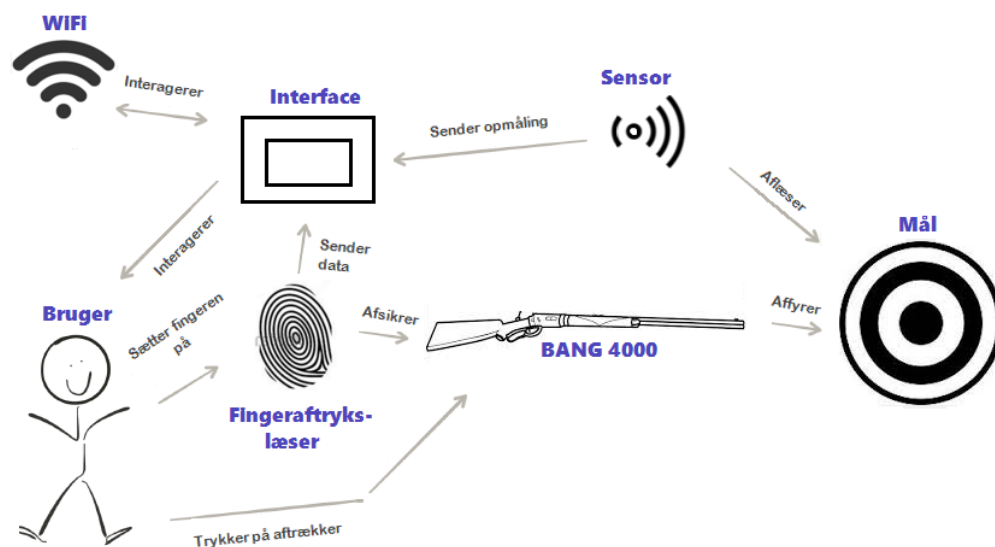 WiFi
Interagerer
Interface
Sensor
Sender opmåling
Aflæser
Mål
Interagerer
Sender
data
Bruger
Sætter fingeren
på
Afsikrer
Affyrer
BANG 4000
Fingeraftryks-
læser
Trykker på aftrækker